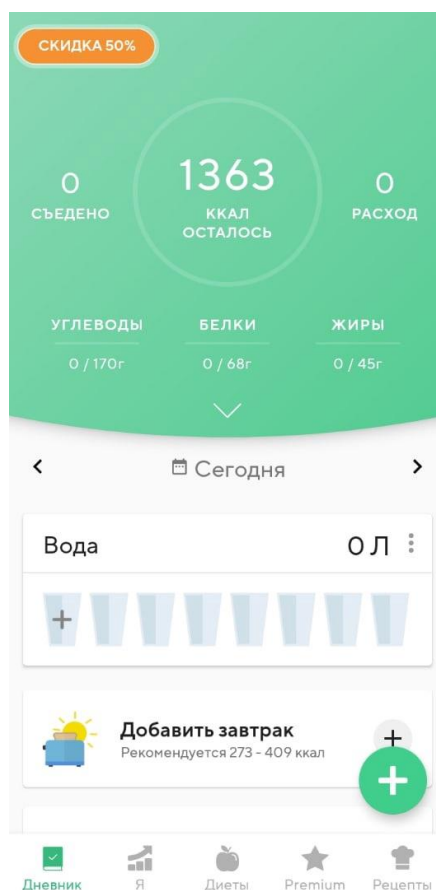 СКИДКА 50%
0
СЪЕДЕНО
1363
ККАЛ
ОСТАЛОСЬ
0
РАСХОД
УГЛЕВОДЫ БЕЛКИ ЖИРЫ
0 / 170г 0 / 68г 0 / 45г
Сегодня
Вода 0 Л
Добавить завтрак
Рекомендуется 273 - 409 ккал
Дневник Я Диеты Premium Рецепты